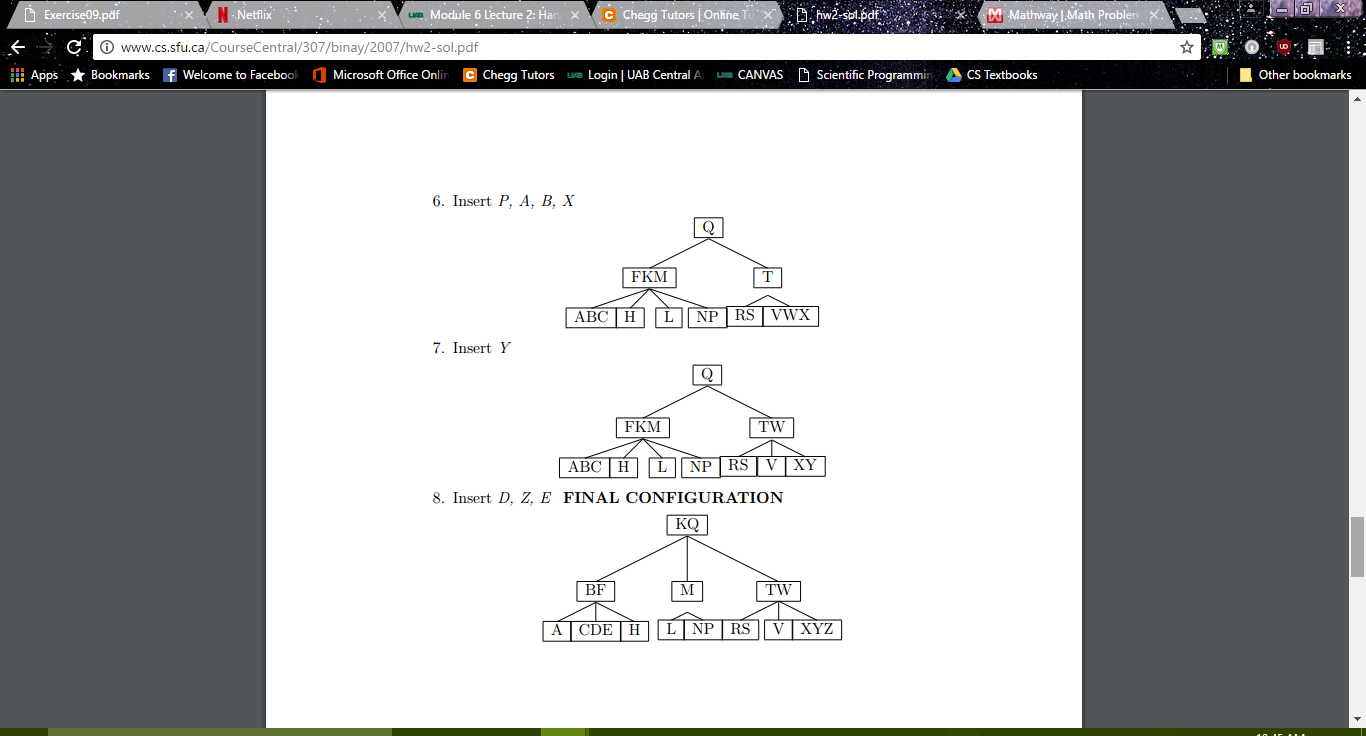 Exercise09.pdf Netflix Module 6 Lecture 2: Han Chegg Tutors | Online Tu hw2-sol.pdf Mathway | Math Problem
www.cs.sfu.ca/CourseCentral/307/binay/2007/hw2-sol.pdf
Apps Bookmarks Welcome to Facebook Microsoft Office Onlin Chegg Tutors Login | UAB Central A CANVAS Scientific Programmin CS Textbooks Other bookmarks
6. Insert P, A, B, X
Q
FKM T
ABC H L NP RS VWX
7. Insert Y
Q
FKM TW
ABC H L NP RS V XY
8. Insert D, Z, E FINAL CONFIGURATION
KQ
BF M TW
A CDE H L NP RS V XYZ